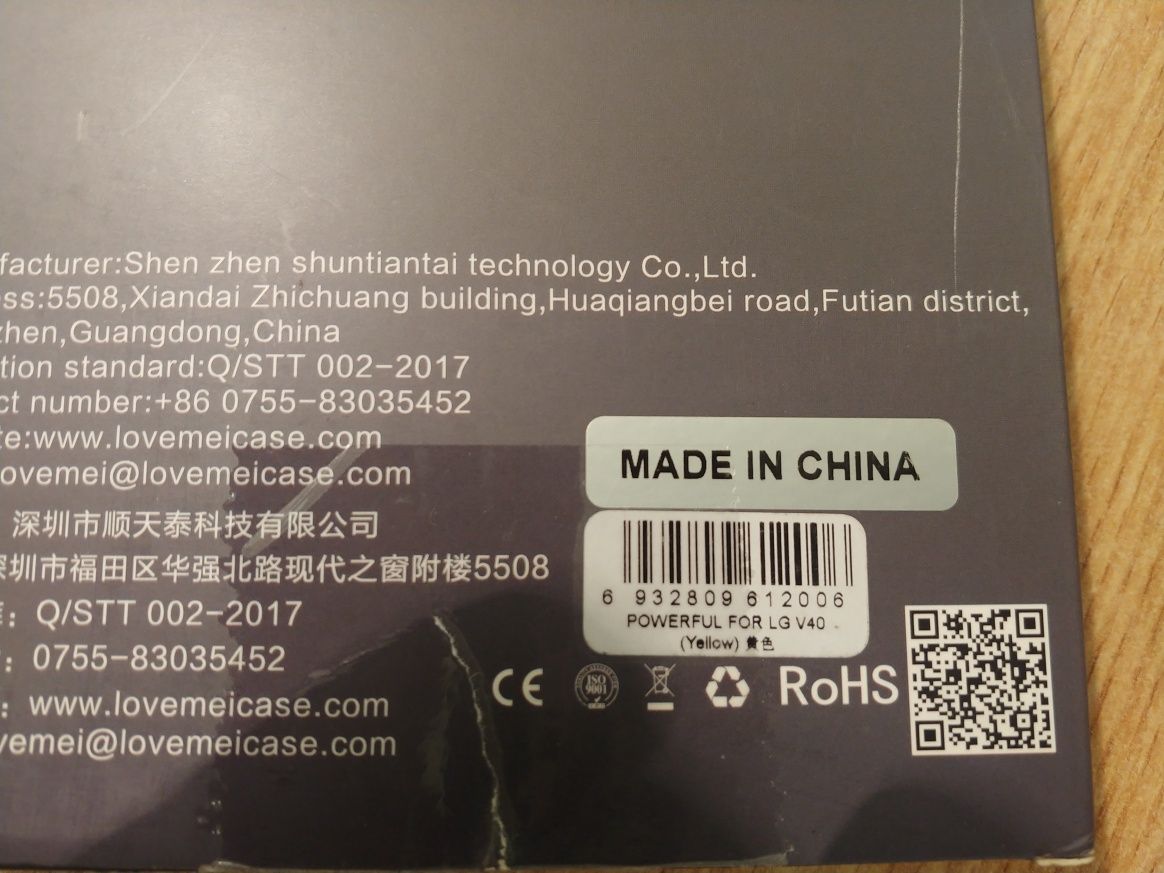 facturer:Shen zhen shuntiantai technology Co.,Ltd.
ess:5508,Xiandai Zhichuang building,Huaqiangbei road,Futian district,
zhen,Guangdong,China
tion standard:Q/STT 002-2017
ct number:+86 0755-83035452
te:www.lovemeicase.com
ovemei@lovemeicase.com
深圳市顺天泰科技有限公司
深圳市福田区华强北路现代之窗附楼5508
: Q/STT 002-2017
: 0755-83035452
: www.lovemeicase.com
vemei@lovemeicase.com
MADE IN CHINA
6 932809 612006
POWERFUL FOR LG V40
(Yellow) 黄色
CE
ISO
9001
RoHS